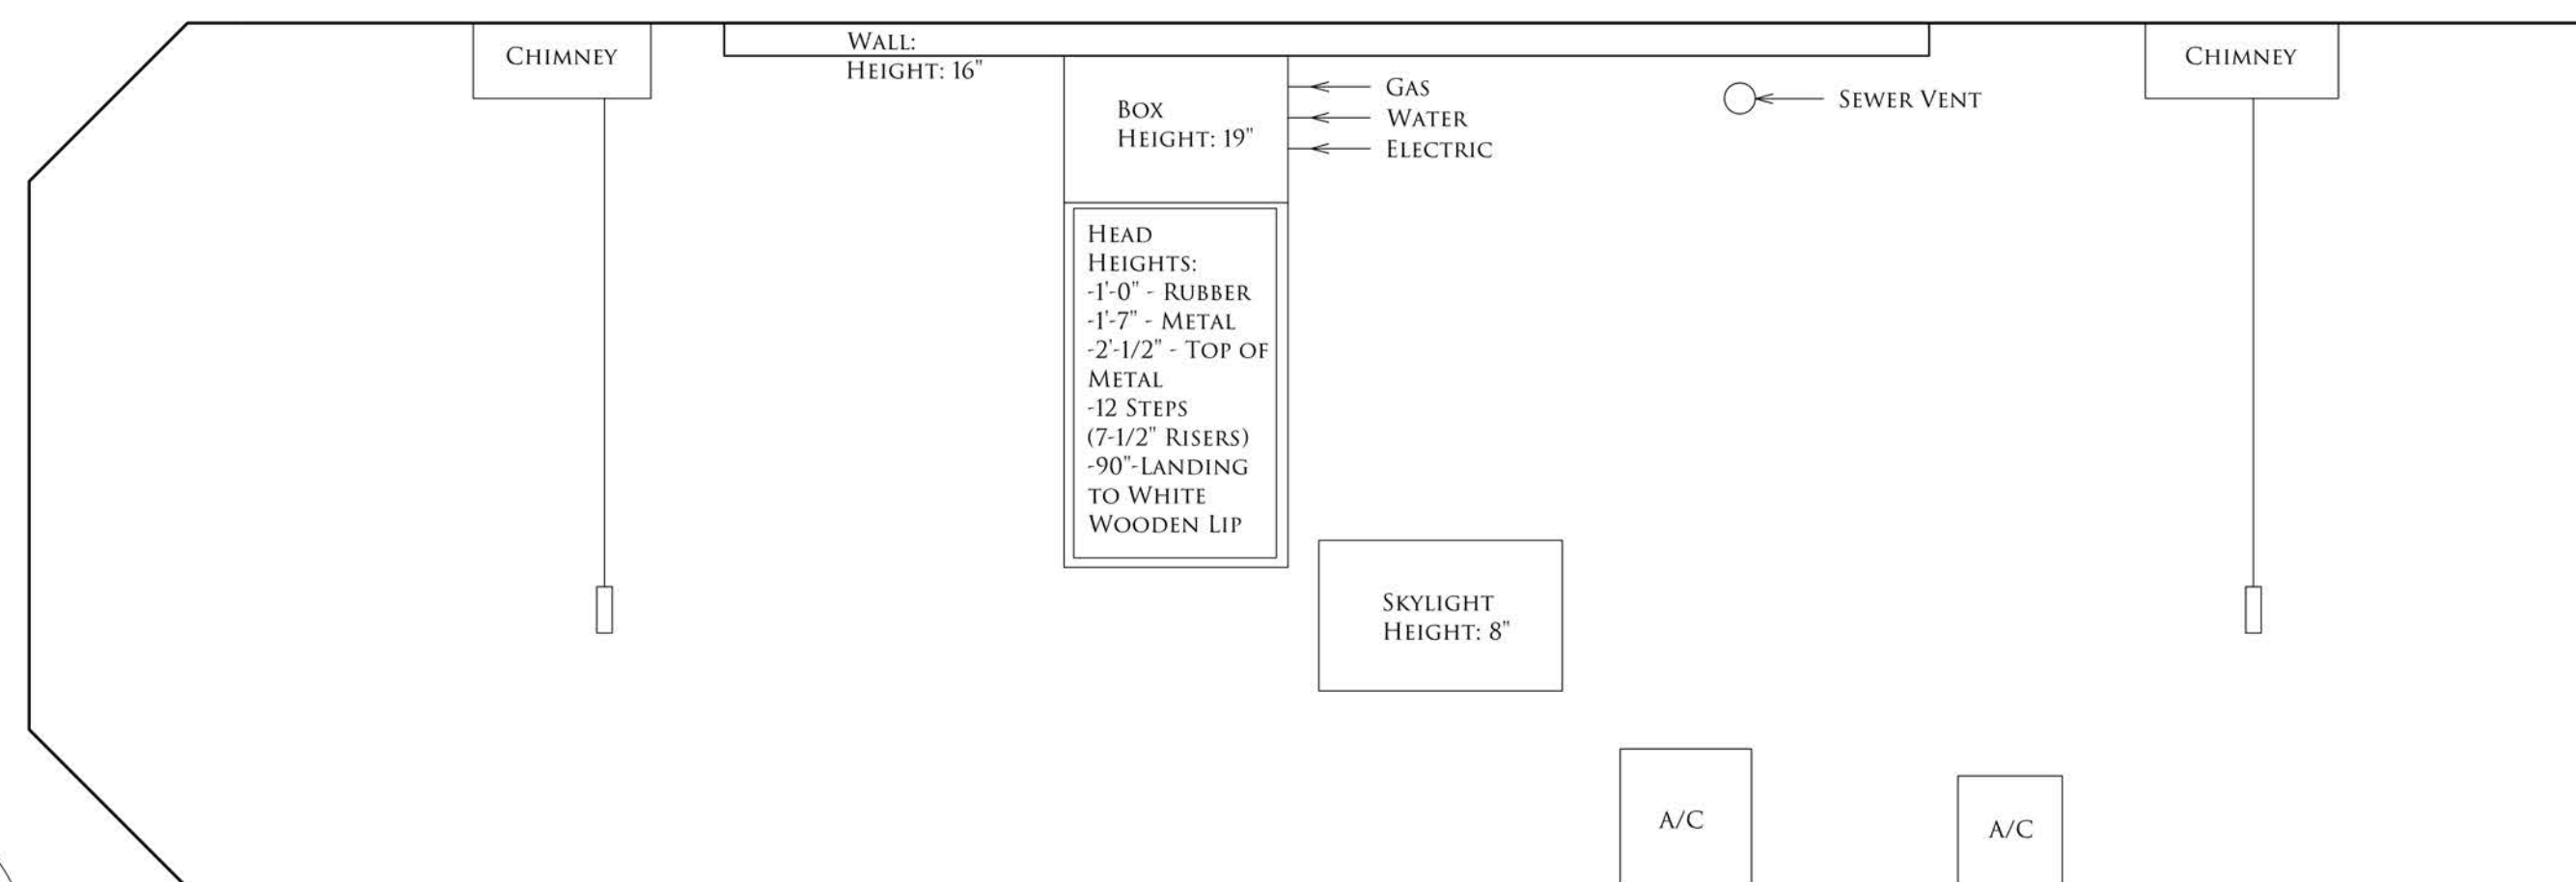 Chimney
Wall:
Height: 16"
Box
Height: 19"
Gas
Water
Electric
Sewer Vent
Chimney
Head
Heights:
-1'-0" - Rubber
-1'-7" - Metal
-2'-1/2" - Top of
Metal
-12 Steps
(7-1/2" Risers)
-90"-Landing
to White
Wooden Lip
Skylight
Height: 8"
A/C
A/C